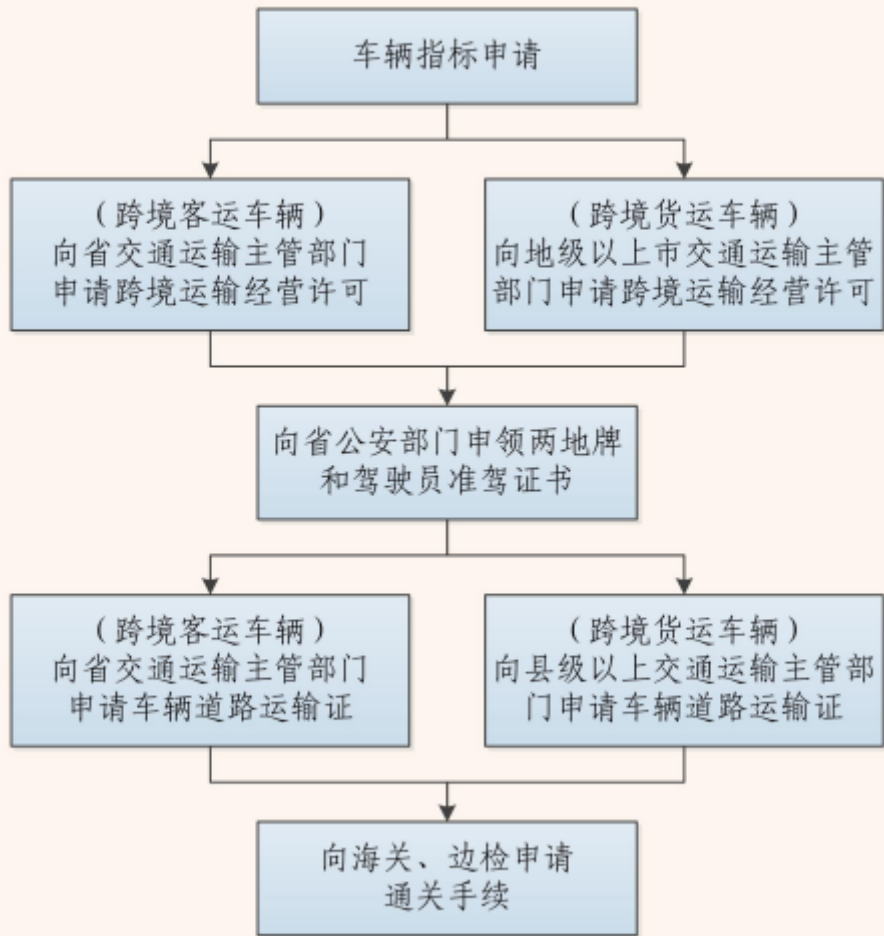 车辆指标申请
（跨境客运车辆）
向省交通运输主管部门
申请跨境运输经营许可
（跨境货运车辆）
向地级以上市交通运输主管
部门申请跨境运输经营许可
向省公安部门申领两地牌
和驾驶员准驾证书
（跨境客运车辆）
向省交通运输主管部门
申请车辆道路运输证
（跨境货运车辆）
向县级以上交通运输主管部
门申请车辆道路运输证
向海关、边检申请
通关手续